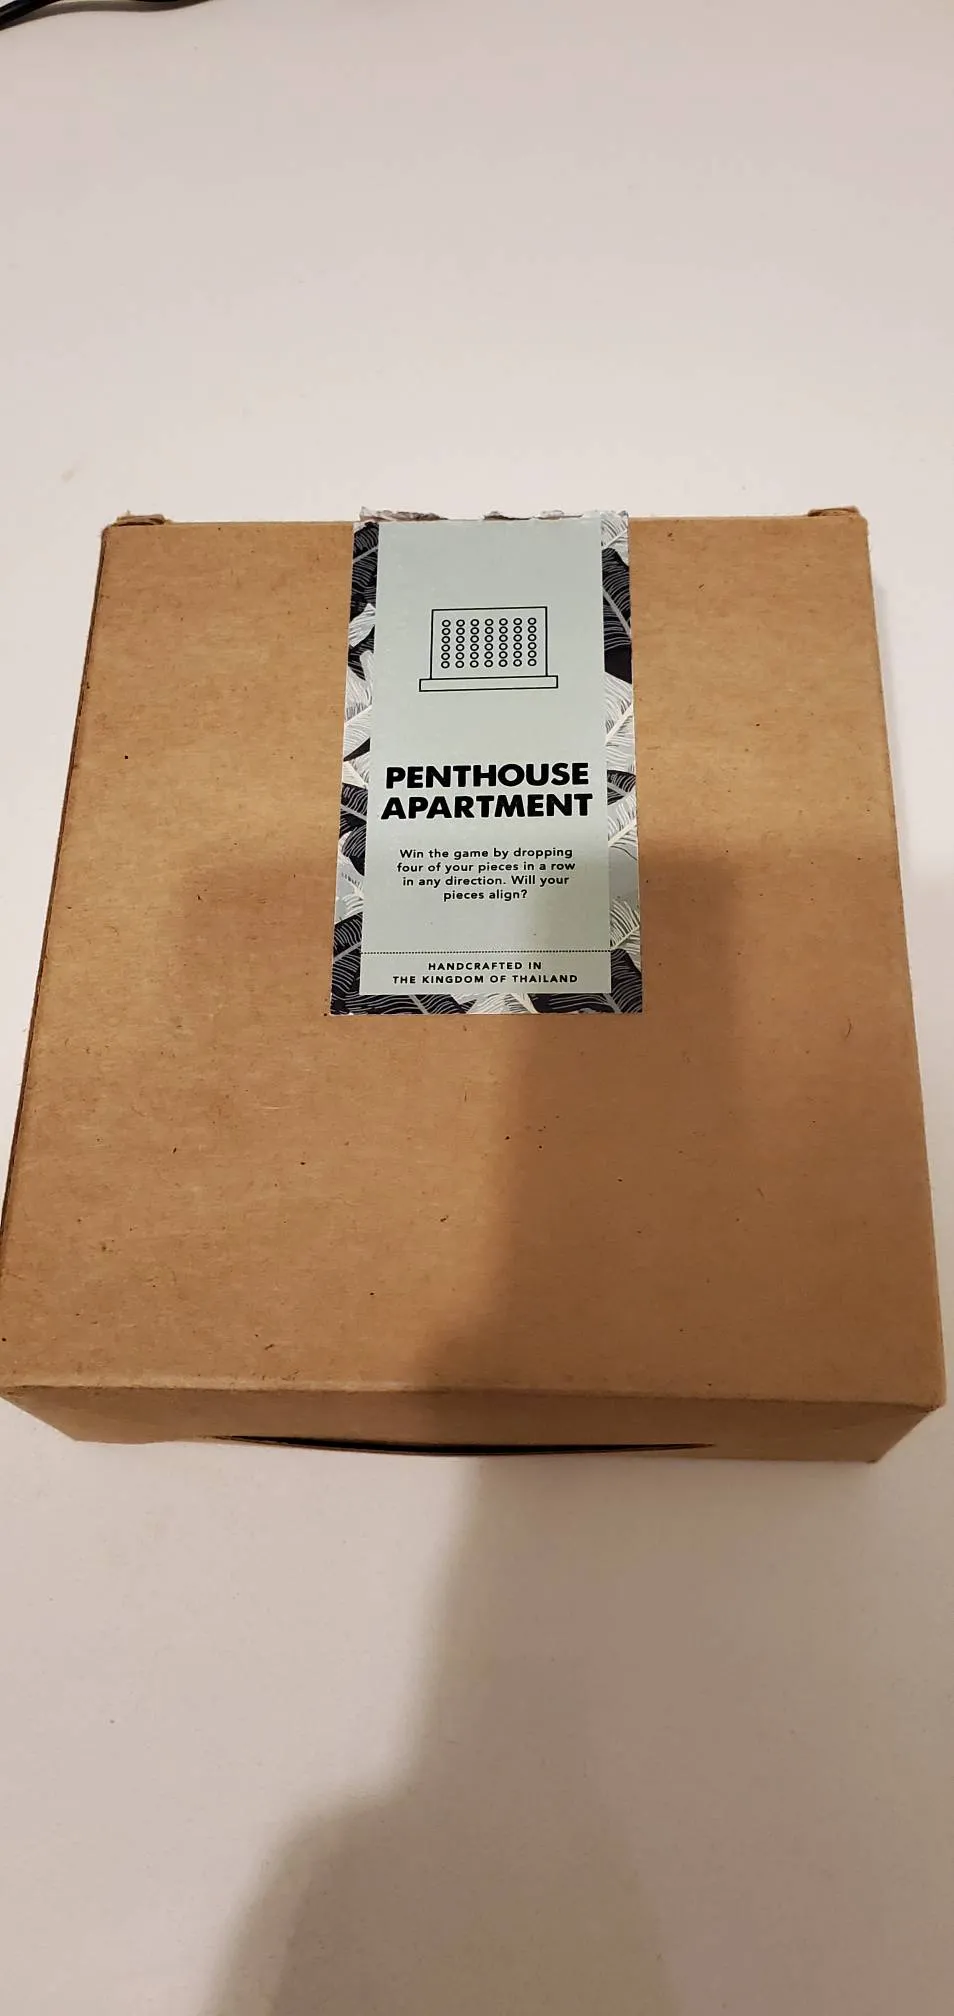 PENTHOUSE
APARTMENT
Win the game by dropping
four of your pieces in a row
in any direction. Will your
pieces align?
HANDCRAFTED IN
THE KINGDOM OF THAILAND